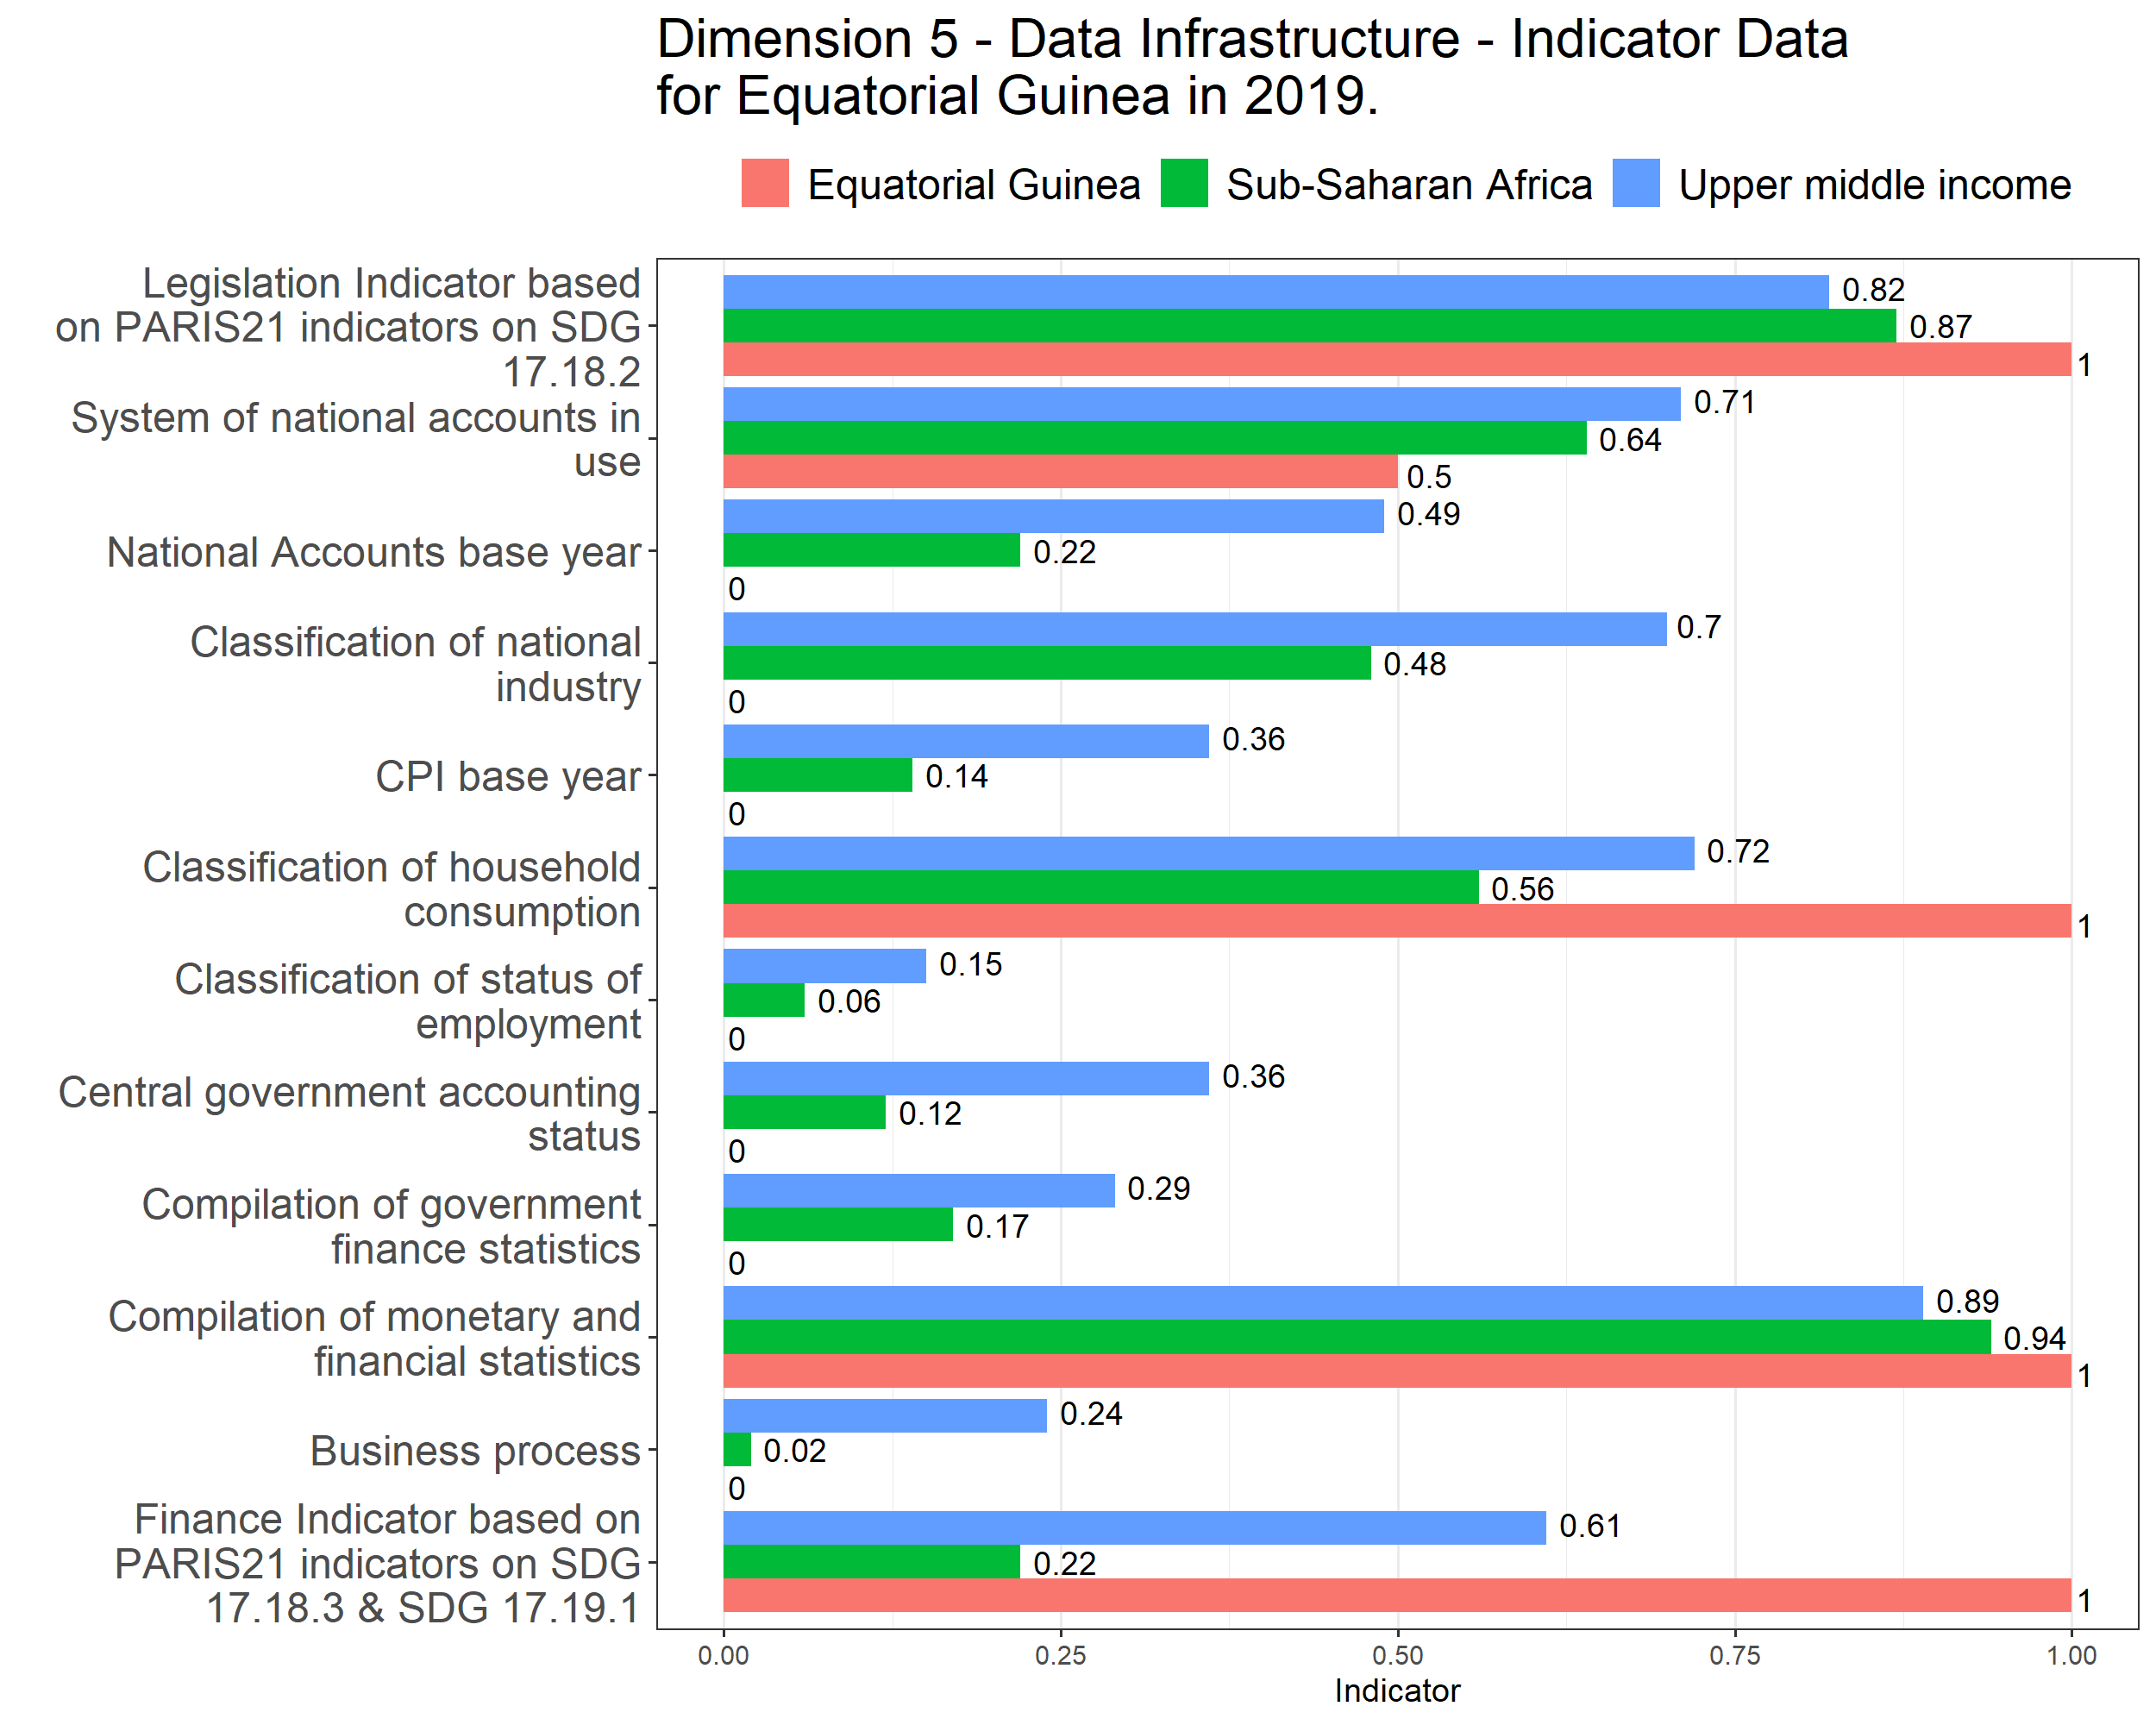 Dimension 5 - Data Infrastructure - Indicator Data
for Equatorial Guinea in 2019.
Equatorial Guinea
Sub-Saharan Africa
Upper middle income
Legislation Indicator based
on PARIS21 indicators on SDG
17.18.2
0.82
0.87
1
System of national accounts in
use
0.71
0.64
0.5
National Accounts base year
0.49
0.22
0
Classification of national
industry
0.7
0.48
0
CPI base year
0.36
0.14
0
Classification of household
consumption
0.72
0.56
1
Classification of status of
employment
0.15
0.06
0
Central government accounting
status
0.36
0.12
0
Compilation of government
finance statistics
0.29
0.17
0
Compilation of monetary and
financial statistics
0.89
0.94
1
Business process
0.24
0.02
0
Finance Indicator based on
PARIS21 indicators on SDG
17.18.3 & SDG 17.19.1
0.61
0.22
1
0.00
0.25
0.50
0.75
1.00
Indicator